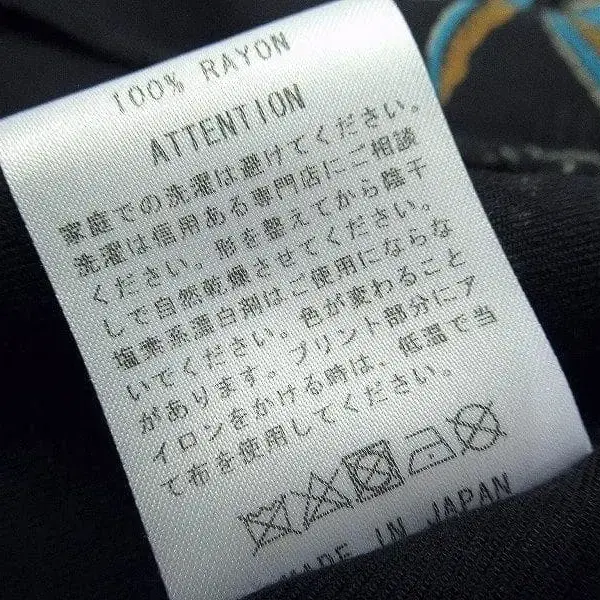 100% RAYON
ATTENTION
家庭での洗濯は避けてください。
洗濯は信用ある専門店にご相談
ください。形を整えてから陰干
しで自然乾燥させてください。
塩素系漂白剤はご使用にならな
いでください。色が変わること
があります。プリント部分にア
イロンをかける時は、低温で当
て布を使用してください。
MADE IN JAPAN